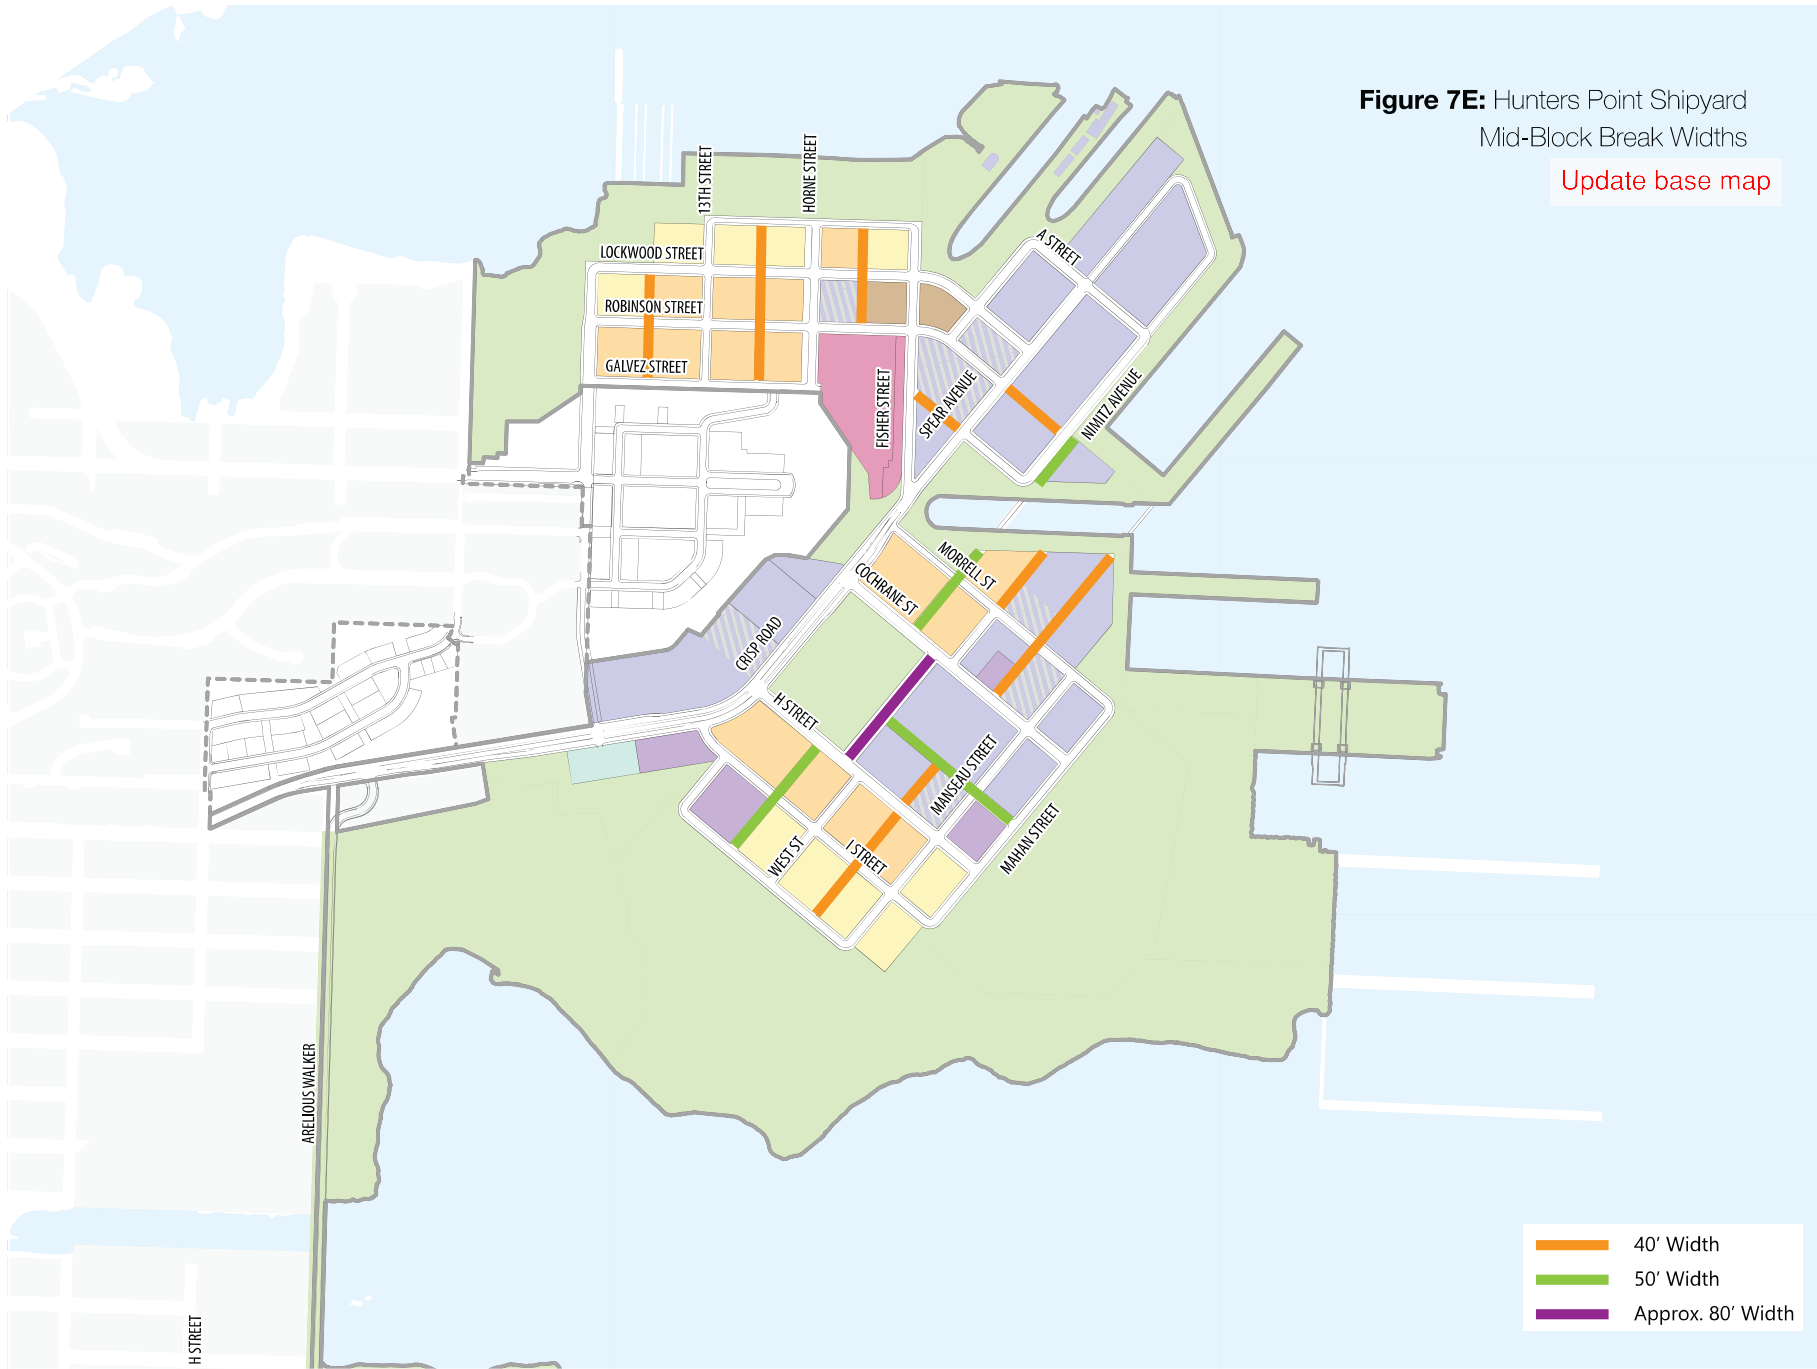 Figure 7E: Hunters Point Shipyard
Mid-Block Break Widths
Update base map
13TH STREET
HORNE STREET
LOCKWOOD STREET
A STREET
ROBINSON STREET
GALVEZ STREET
FISHER STREET
SPEAR AVENUE
NIMITZ AVENUE
MORRELL ST
COCHRANE ST
CRISP ROAD
H STREET
MANSEAU STREET
MAHAN STREET
WEST ST
I STREET
ARELIOUS WALKER
H STREET
40' Width
50' Width
Approx. 80' Width